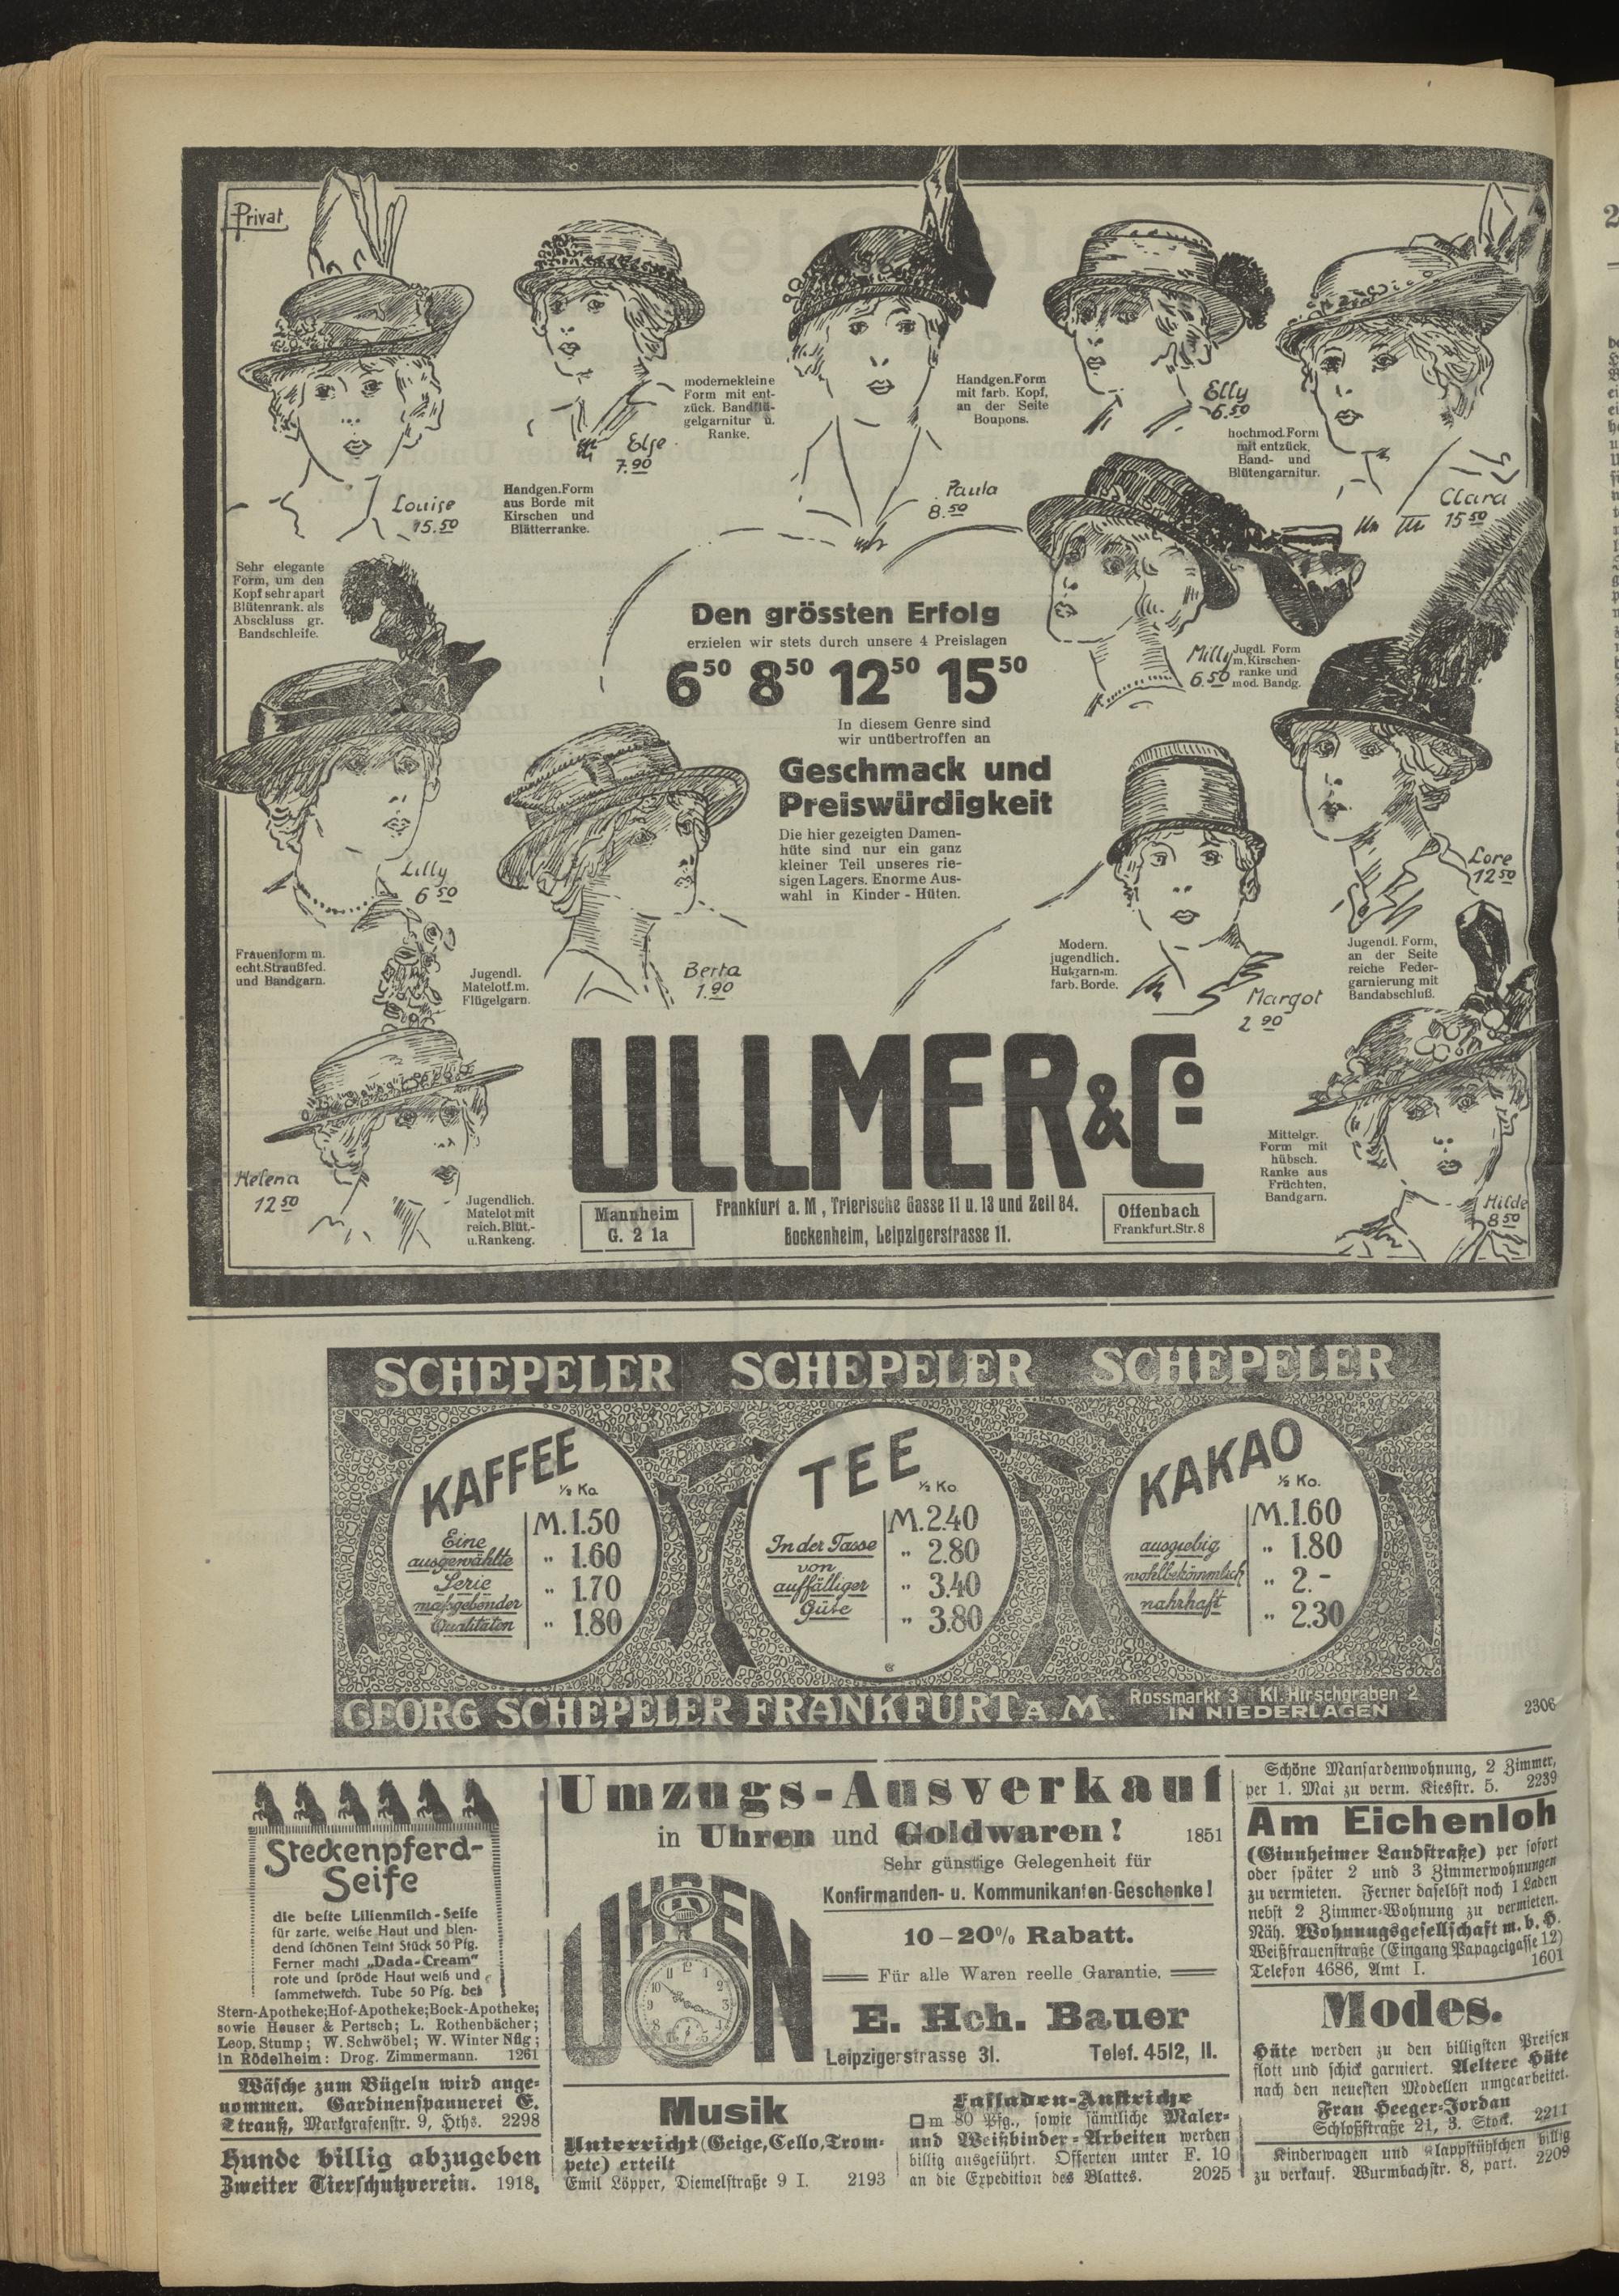 Privat
Louise
15.50
Sehr elegante
Form, um den
Kopf sehr apart
Blütenrank. als
Abschluss gr.
Bandschleife.
Else
7.90
Handgen.Form
aus Borde mit
Kirschen und
Blätterranke.
modernekleine
Form mit ent-
zück. Bandflü-
gelgarnitur u.
Ranke.
Paula
8.50
Handgen.Form
mit farb. Kopf,
an der Seite
Boupons.
Elly
6.50
hochmod.Form
mit entzück.
Band- und
Blütengarnitur.
Clara
15.50
Den grössten Erfolg
erzielen wir stets durch unsere 4 Preislagen
6 50 8 50 12 50 15 50
In diesem Genre sind
wir unübertroffen an
Geschmack und
Preiswürdigkeit
Die hier gezeigten Damen-
hüte sind nur ein ganz
kleiner Teil unseres rie-
sigen Lagers. Enorme Aus-
wahl in Kinder - Hüten.
Milly
6.50
Jugdl. Form
m. Kirschen-
ranke und
mod. Bandg.
Lilly
6 50
Frauenform m.
echt.Straußfed.
und Bandgarn.
Jugendl.
Matelotf.m.
Flügelgarn.
Berta
1.90
Modern.
jugendlich.
Hutgarn.m.
farb. Borde.
Margot
2 90
Lore
12 50
Jugendl. Form,
an der Seite
reiche Feder-
garnierung mit
Bandabschluß.
Helena
12 50
Jugendlich.
Matelot mit
reich. Blüt.-
u.Rankeng.
Mittelgr.
Form mit
hübsch.
Ranke aus
Früchten,
Bandgarn.
Hilde
8 50
ULLMER & Co
Mannheim
G. 2 1a
Frankfurt a. M , Trierische Gasse 11 u. 13 und Zeil 84.
Bockenheim, Leipzigerstrasse 11.
Offenbach
Frankfurt.Str. 8
SCHEPELER SCHEPELER SCHEPELER
KAFFEE
½ Ko.
Eine
ausgewählte
Serie
maßgebender
Qualitäten
M. 1.50
" 1.60
" 1.70
" 1.80
TEE
½ Ko
In der Tasse
von
auffälliger
Güte
M. 2.40
" 2.80
" 3.40
" 3.80
KAKAO
½ Ko.
ausgiebig
wohlbekömmlich
nahrhaft
M. 1.60
" 1.80
" 2.-
" 2.30
GEORG SCHEPELER FRANKFURT A. M.
Rossmarkt 3 Kl. Hirschgraben 2
IN NIEDERLAGEN
2306
Steckenpferd-
Seife
die beste Lilienmilch-Seife
für zarte, weiße Haut und blen-
dend schönen Teint Stück 50 Pfg.
Ferner macht „Dada-Cream"
rote und spröde Haut weiß und
sammetweich. Tube 50 Pfg. bei
Stern-Apotheke; Hof-Apotheke; Bock-Apotheke;
sowie Hauser & Pertsch; L. Rothenbächer;
Leop. Stump; W. Schwöbel; W. Winter Nflg;
in Rödelheim: Drog. Zimmermann. 1261
Wäsche zum Bügeln wird ange-
nommen. Gardinenspannerei E.
Strauß, Markgrafenstr. 9, Hths. 2298
Hunde billig abzugeben
Zweiter Tierschutzverein. 1918,
Umzugs-Ausverkauf
in Uhren und Goldwaren! 1851
Sehr günstige Gelegenheit für
Konfirmanden- u. Kommunikanten-Geschenke!
UHREN
10-20% Rabatt.
Für alle Waren reelle Garantie.
E. Hch. Bauer
Leipzigerstrasse 31. Telef. 4512, II.
Musik
Unterricht (Geige, Cello, Trom-
pete) erteilt
Emil Löpper, Diemelstraße 9 I. 2193
Fassaden-Anstriche
□m 80 Pfg., sowie sämtliche Maler-
und Weißbinder-Arbeiten werden
billig ausgeführt. Offerten unter F. 10
an die Expedition des Blattes. 2025
Schöne Mansardenwohnung, 2 Zimmer,
per 1. Mai zu verm. Kiesstr. 5. 2239
Am Eichenloh
(Ginnheimer Landstraße) per sofort
oder später 2 und 3 Zimmerwohnungen
zu vermieten. Ferner daselbst noch 1 Laden
nebst 2 Zimmer-Wohnung zu vermieten.
Näh. Wohnungsgesellschaft m. b. H.
Weißfrauenstraße (Eingang Papageigasse 12)
Telefon 4686, Amt I. 1601
Modes.
Hüte werden zu den billigsten Preisen
flott und schick garniert. Aeltere Hüte
nach den neuesten Modellen umgearbeitet.
Frau Heeger-Jordan
Schloßstraße 21, 3. Stock. 2211
Kinderwagen und Klappstühlchen billig
zu verkauf. Wurmbachstr. 8, part. 2209